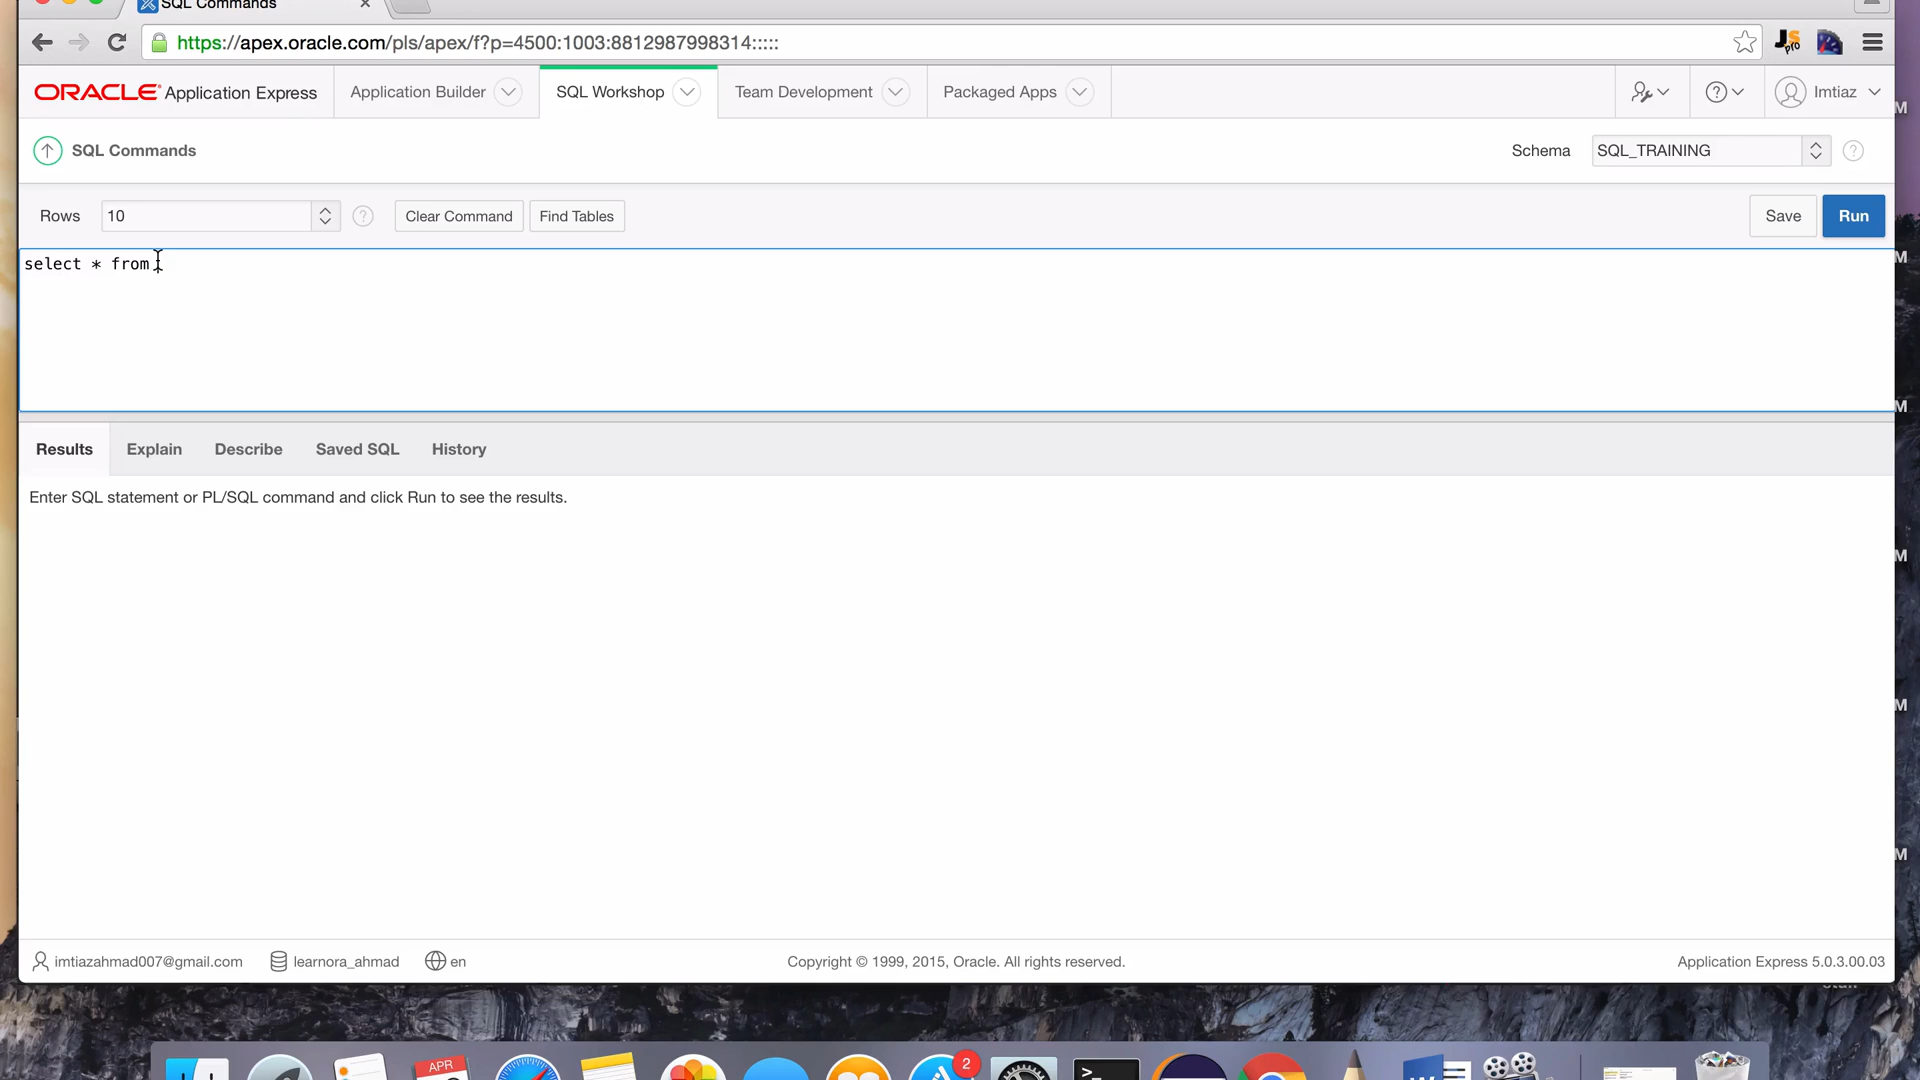 SQL Commands
https://apex.oracle.com/pls/apex/f?p=4500:1003:8812987998314:::::
JS pro
ORACLE Application Express
Application Builder
SQL Workshop
Team Development
Packaged Apps
Imtiaz
SQL Commands
Schema
SQL_TRAINING
Rows
10
Clear Command
Find Tables
Save
Run
select * from
Results
Explain
Describe
Saved SQL
History
Enter SQL statement or PL/SQL command and click Run to see the results.
imtiazahmad007@gmail.com
learnora_ahmad
en
Copyright © 1999, 2015, Oracle. All rights reserved.
Application Express 5.0.3.00.03
M
M
M
M
M
M
APR
2
>_
W